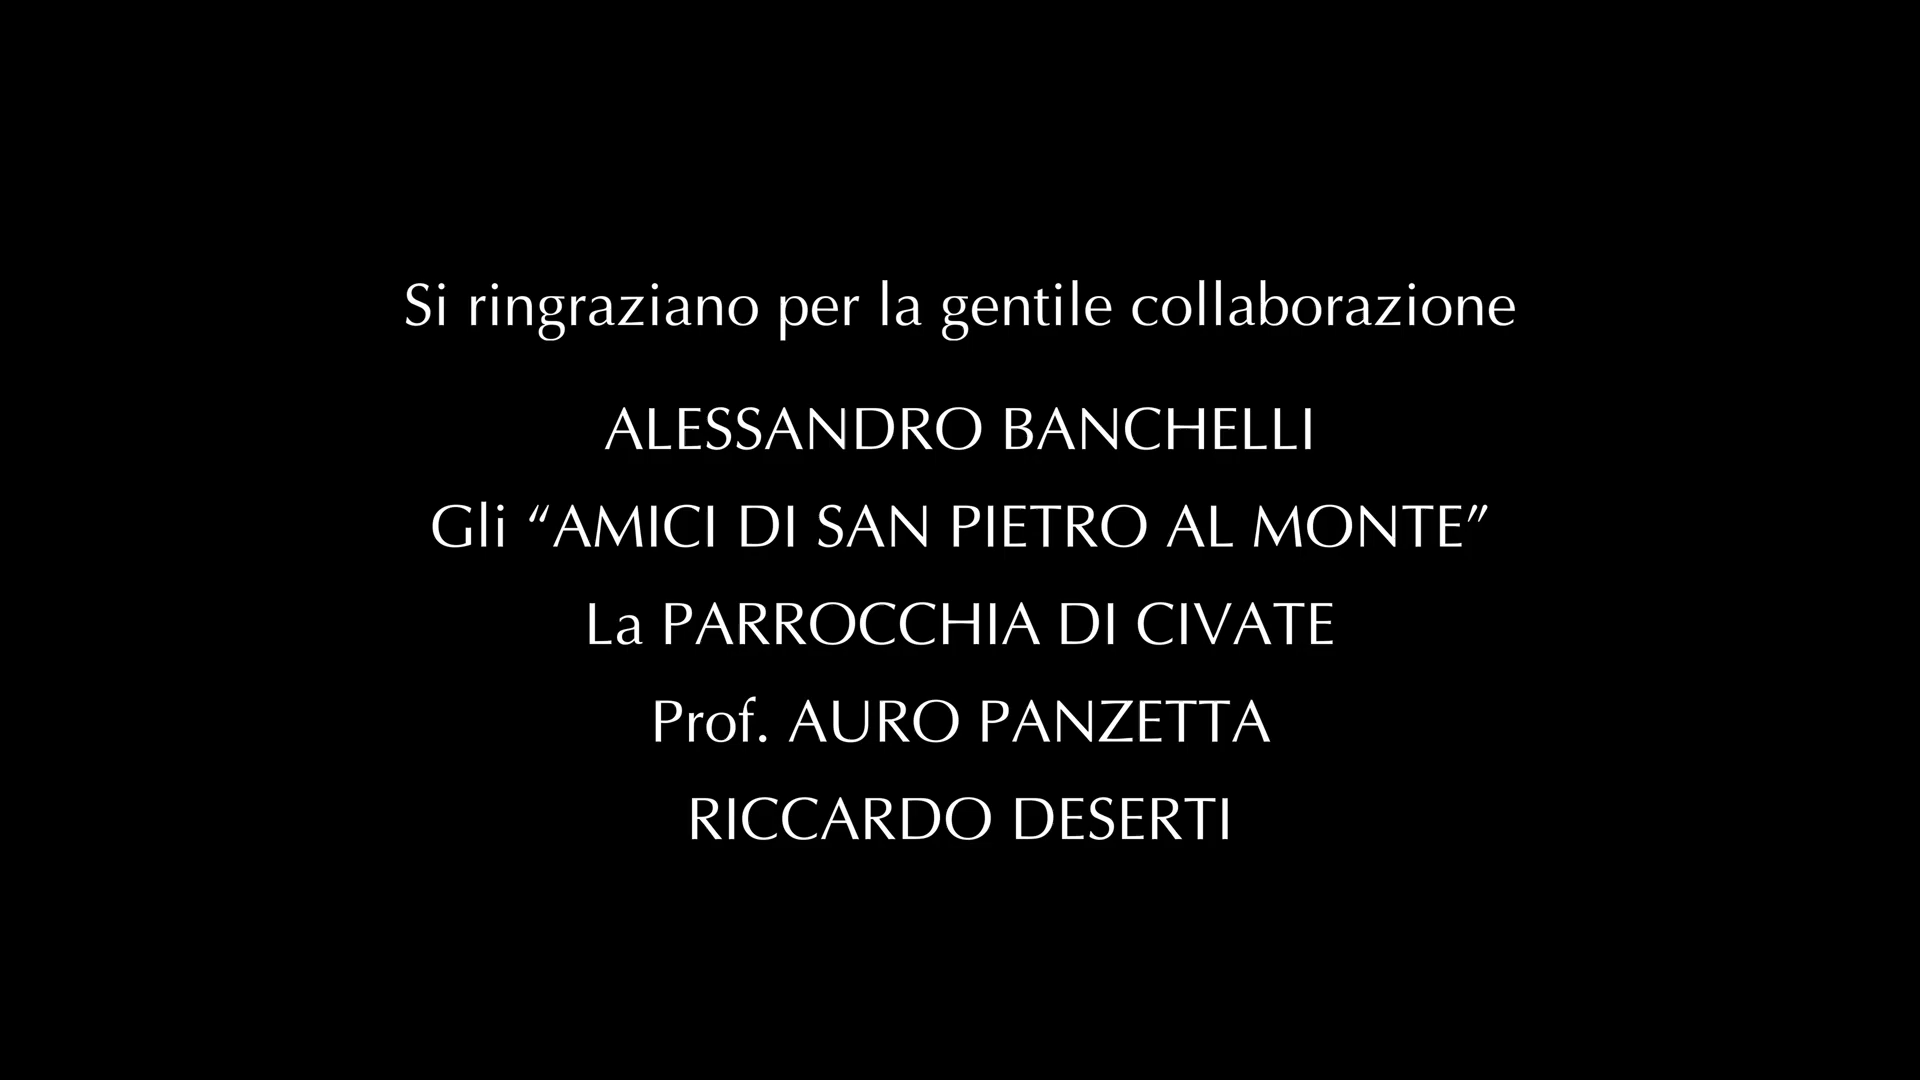 Si ringraziano per la gentile collaborazione
ALESSANDRO BANCHELLI
Gli “AMICI DI SAN PIETRO AL MONTE”
La PARROCCHIA DI CIVATE
Prof. AURO PANZETTA
RICCARDO DESERTI